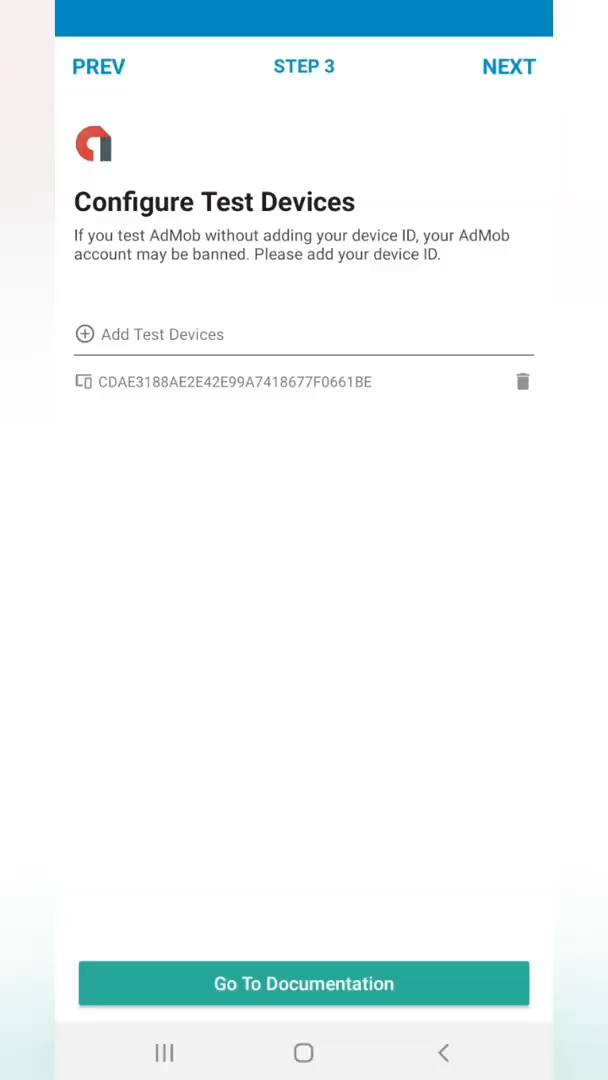 PREV STEP 3 NEXT
Configure Test Devices
If you test AdMob without adding your device ID, your AdMob
account may be banned. Please add your device ID.
Add Test Devices
CDAE3188AE2E42E99A7418677F0661BE
Go To Documentation